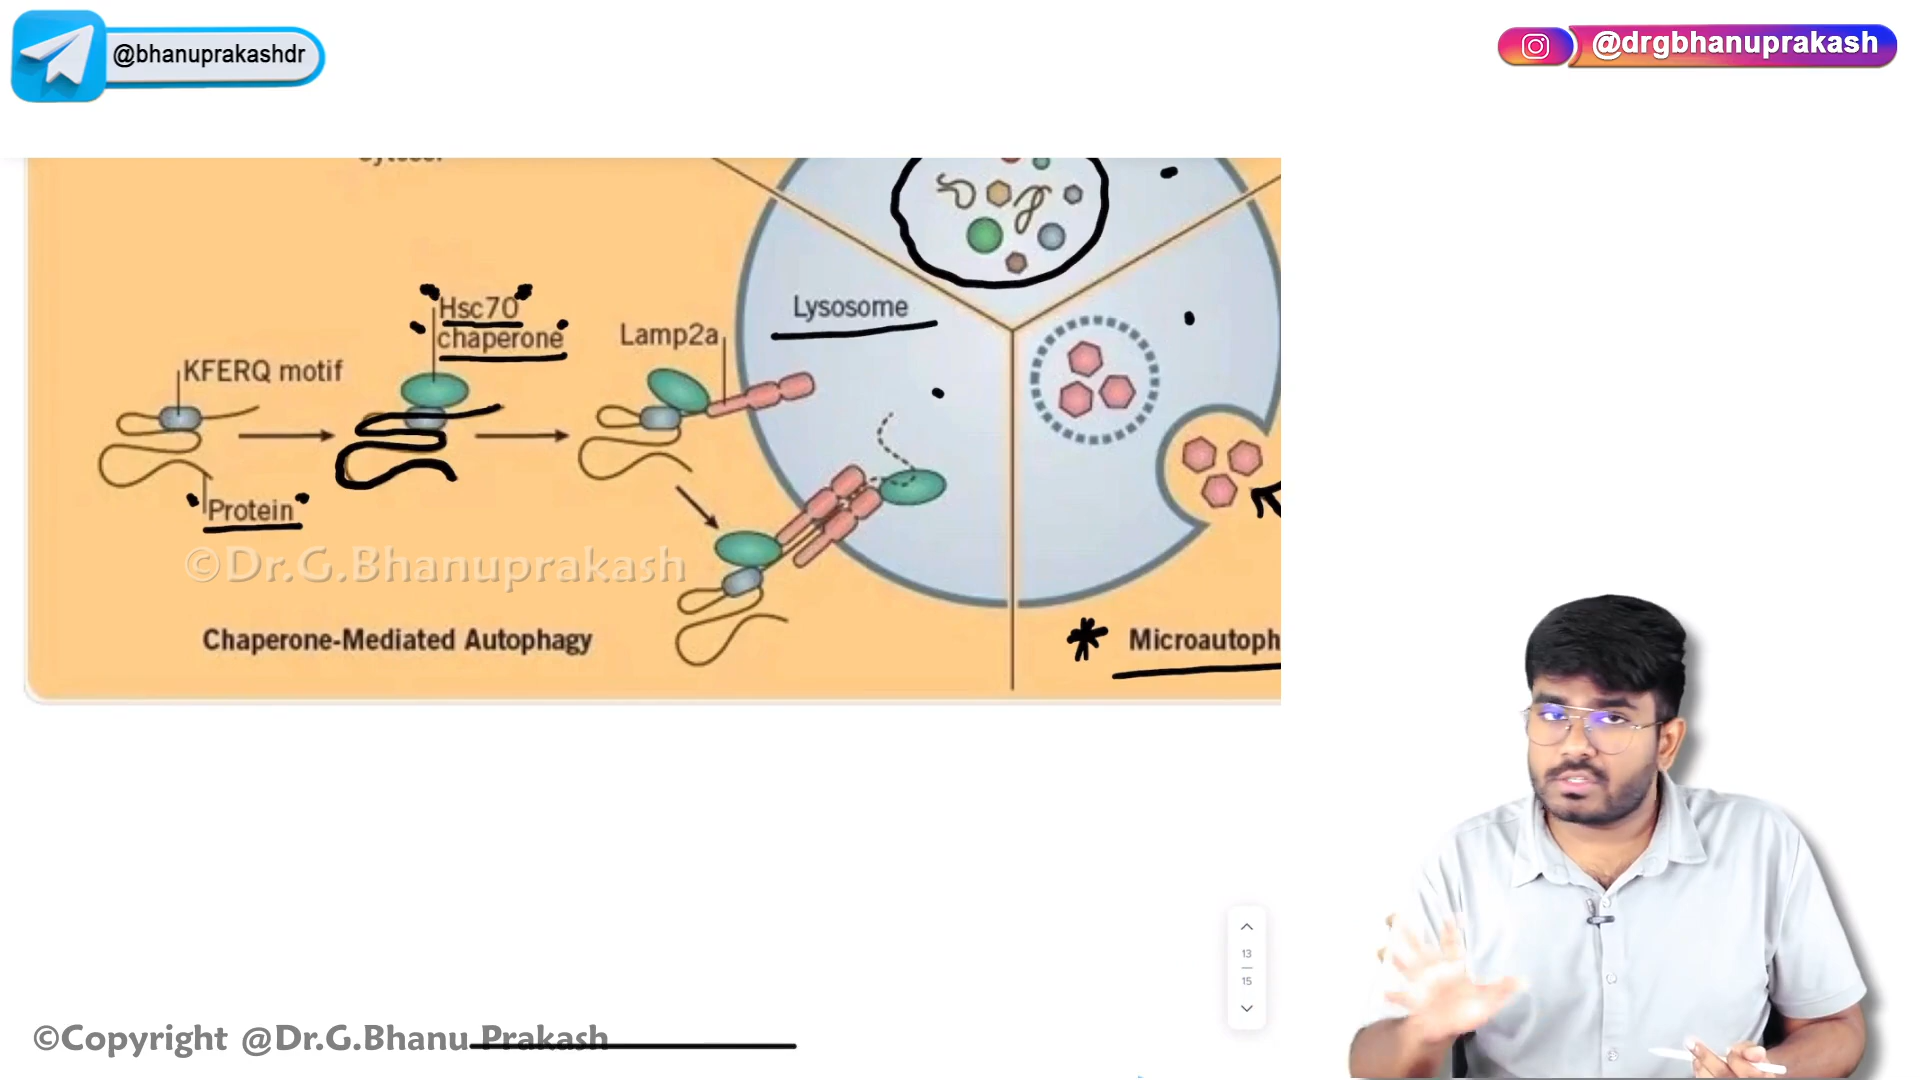 @bhanuprakashdr
@drgbhanuprakash
Hsc70
chaperone
Lysosome
Lamp2a
KFERQ motif
Protein
©Dr.G.Bhanuprakash
Chaperone-Mediated Autophagy
Microautoph
13
15
©Copyright @Dr.G.Bhanu Prakash